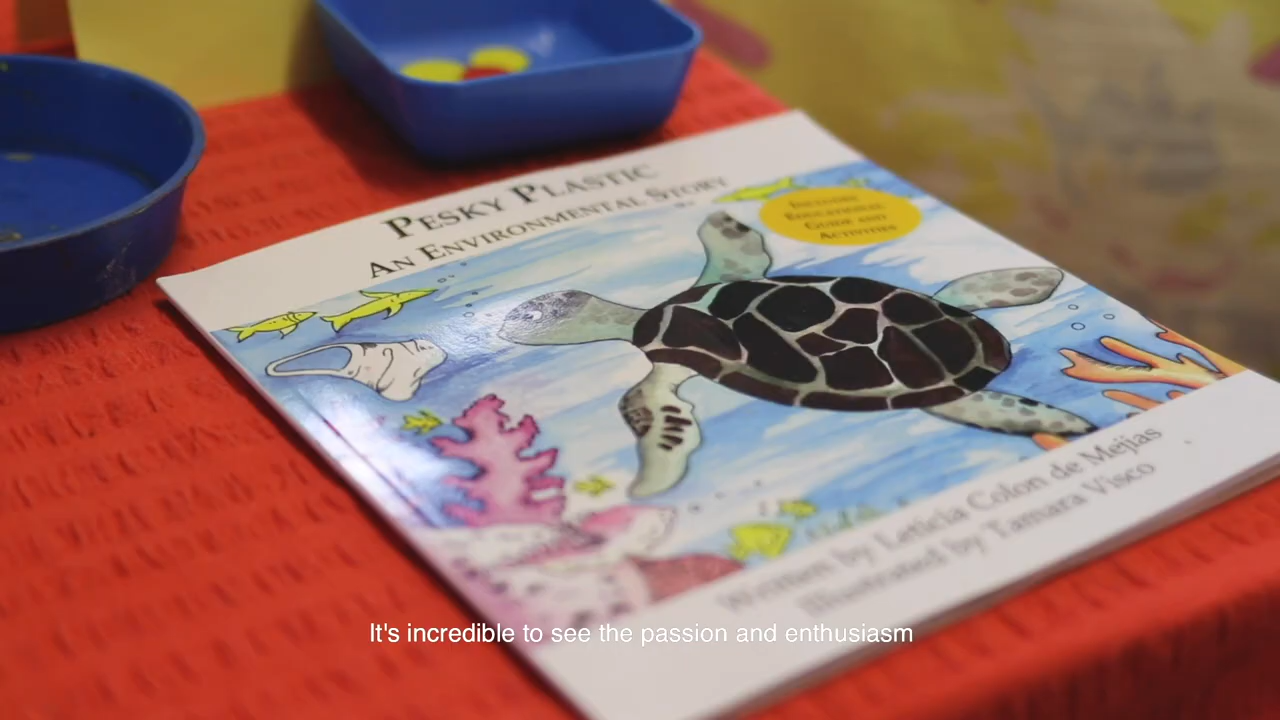 PESKY PLASTIC
AN ENVIRONMENTAL STORY
INCLUDES
EDUCATIONAL
GUIDE AND
ACTIVITIES
Written by Leticia Colon de Mejias
Illustrated by Tamara Visco
It's incredible to see the passion and enthusiasm